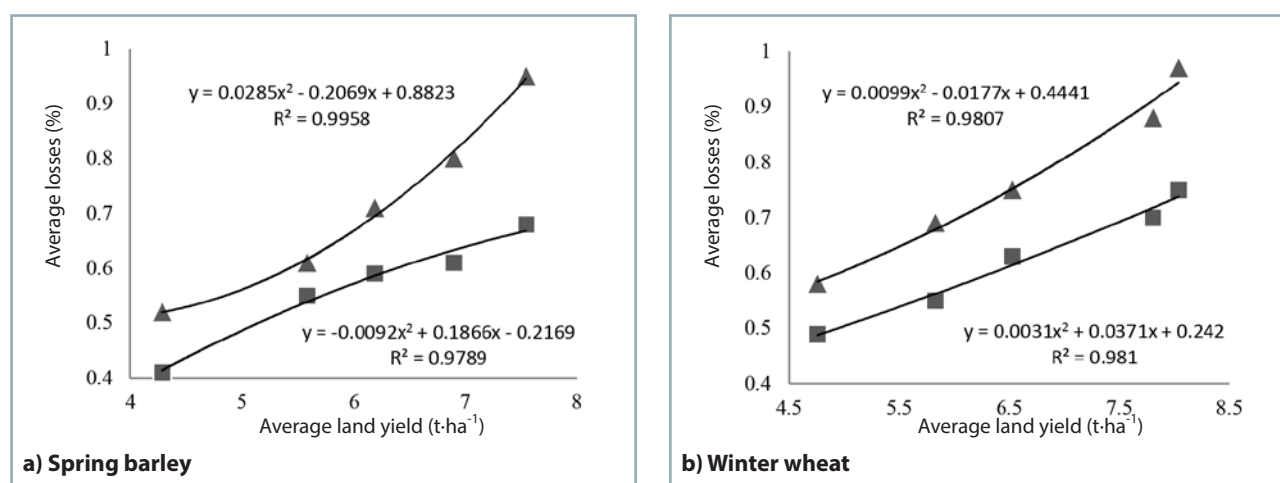 1
0.9
0.8
0.7
0.6
0.5
0.4
Average losses (%)
y = 0.0285x² - 0.2069x + 0.8823
R² = 0.9958
y = -0.0092x² + 0.1866x - 0.2169
R² = 0.9789
4 5 6 7 8
Average land yield (t·ha⁻¹)
a) Spring barley
1
0.9
0.8
0.7
0.6
0.5
0.4
Average losses (%)
y = 0.0099x² - 0.0177x + 0.4441
R² = 0.9807
y = 0.0031x² + 0.0371x + 0.242
R² = 0.981
4.5 5.5 6.5 7.5 8.5
Average land yield (t·ha⁻¹)
b) Winter wheat